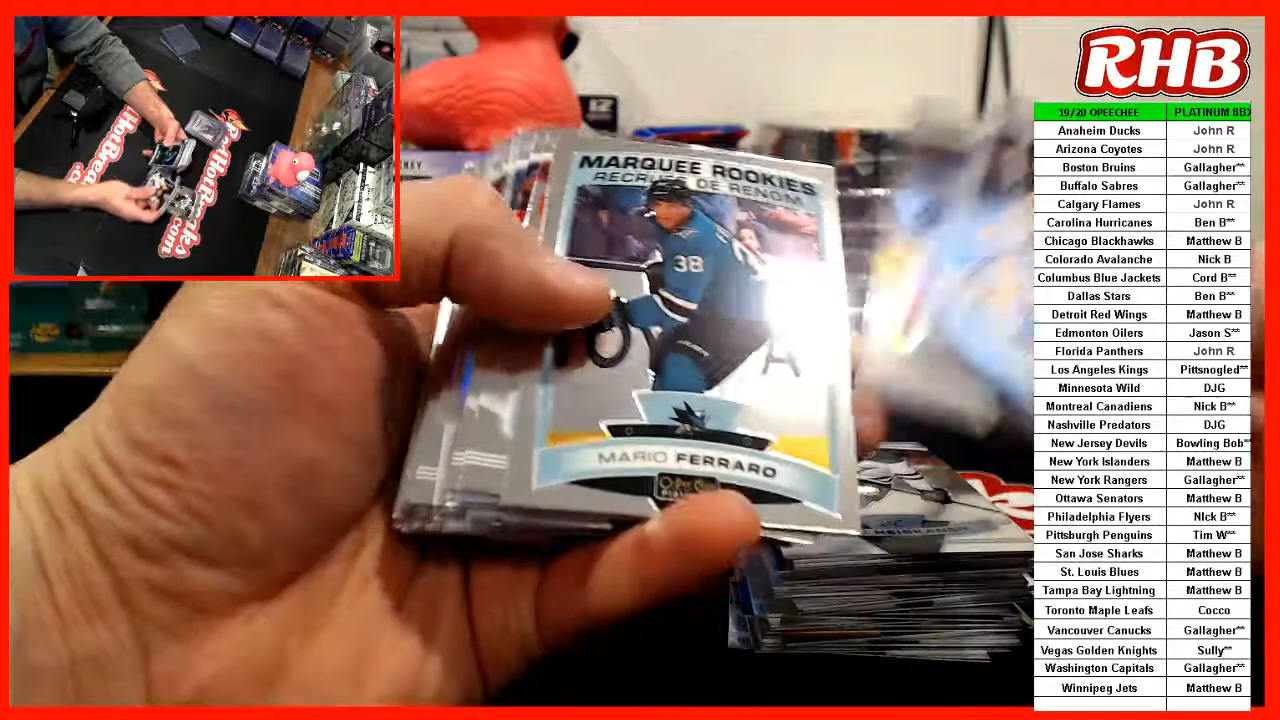 RHB
19/20 OPEECHEE PLATINUM 8BX
Anaheim Ducks John R
Arizona Coyotes John R
Boston Bruins Gallagher**
Buffalo Sabres Gallagher**
Calgary Flames John R
Carolina Hurricanes Ben B**
Chicago Blackhawks Matthew B
Colorado Avalanche Nick B
Columbus Blue Jackets Cord B**
Dallas Stars Ben B**
Detroit Red Wings Matthew B
Edmonton Oilers Jason S**
Florida Panthers John R
Los Angeles Kings Pittsnogled**
Minnesota Wild DJG
Montreal Canadiens Nick B**
Nashville Predators DJG
New Jersey Devils Bowling Bob**
New York Islanders Matthew B
New York Rangers Gallagher**
Ottawa Senators Matthew B
Philadelphia Flyers NIck B**
Pittsburgh Penguins Tim W**
San Jose Sharks Matthew B
St. Louis Blues Matthew B
Tampa Bay Lightning Matthew B
Toronto Maple Leafs Cocco
Vancouver Canucks Gallagher**
Vegas Golden Knights Sully**
Washington Capitals Gallagher**
Winnipeg Jets Matthew B
MARQUEE ROOKIES
RECRUES DE RENOM
38
MARIO FERRARO
O-Pee-Chee
RedHotBreaks
.com